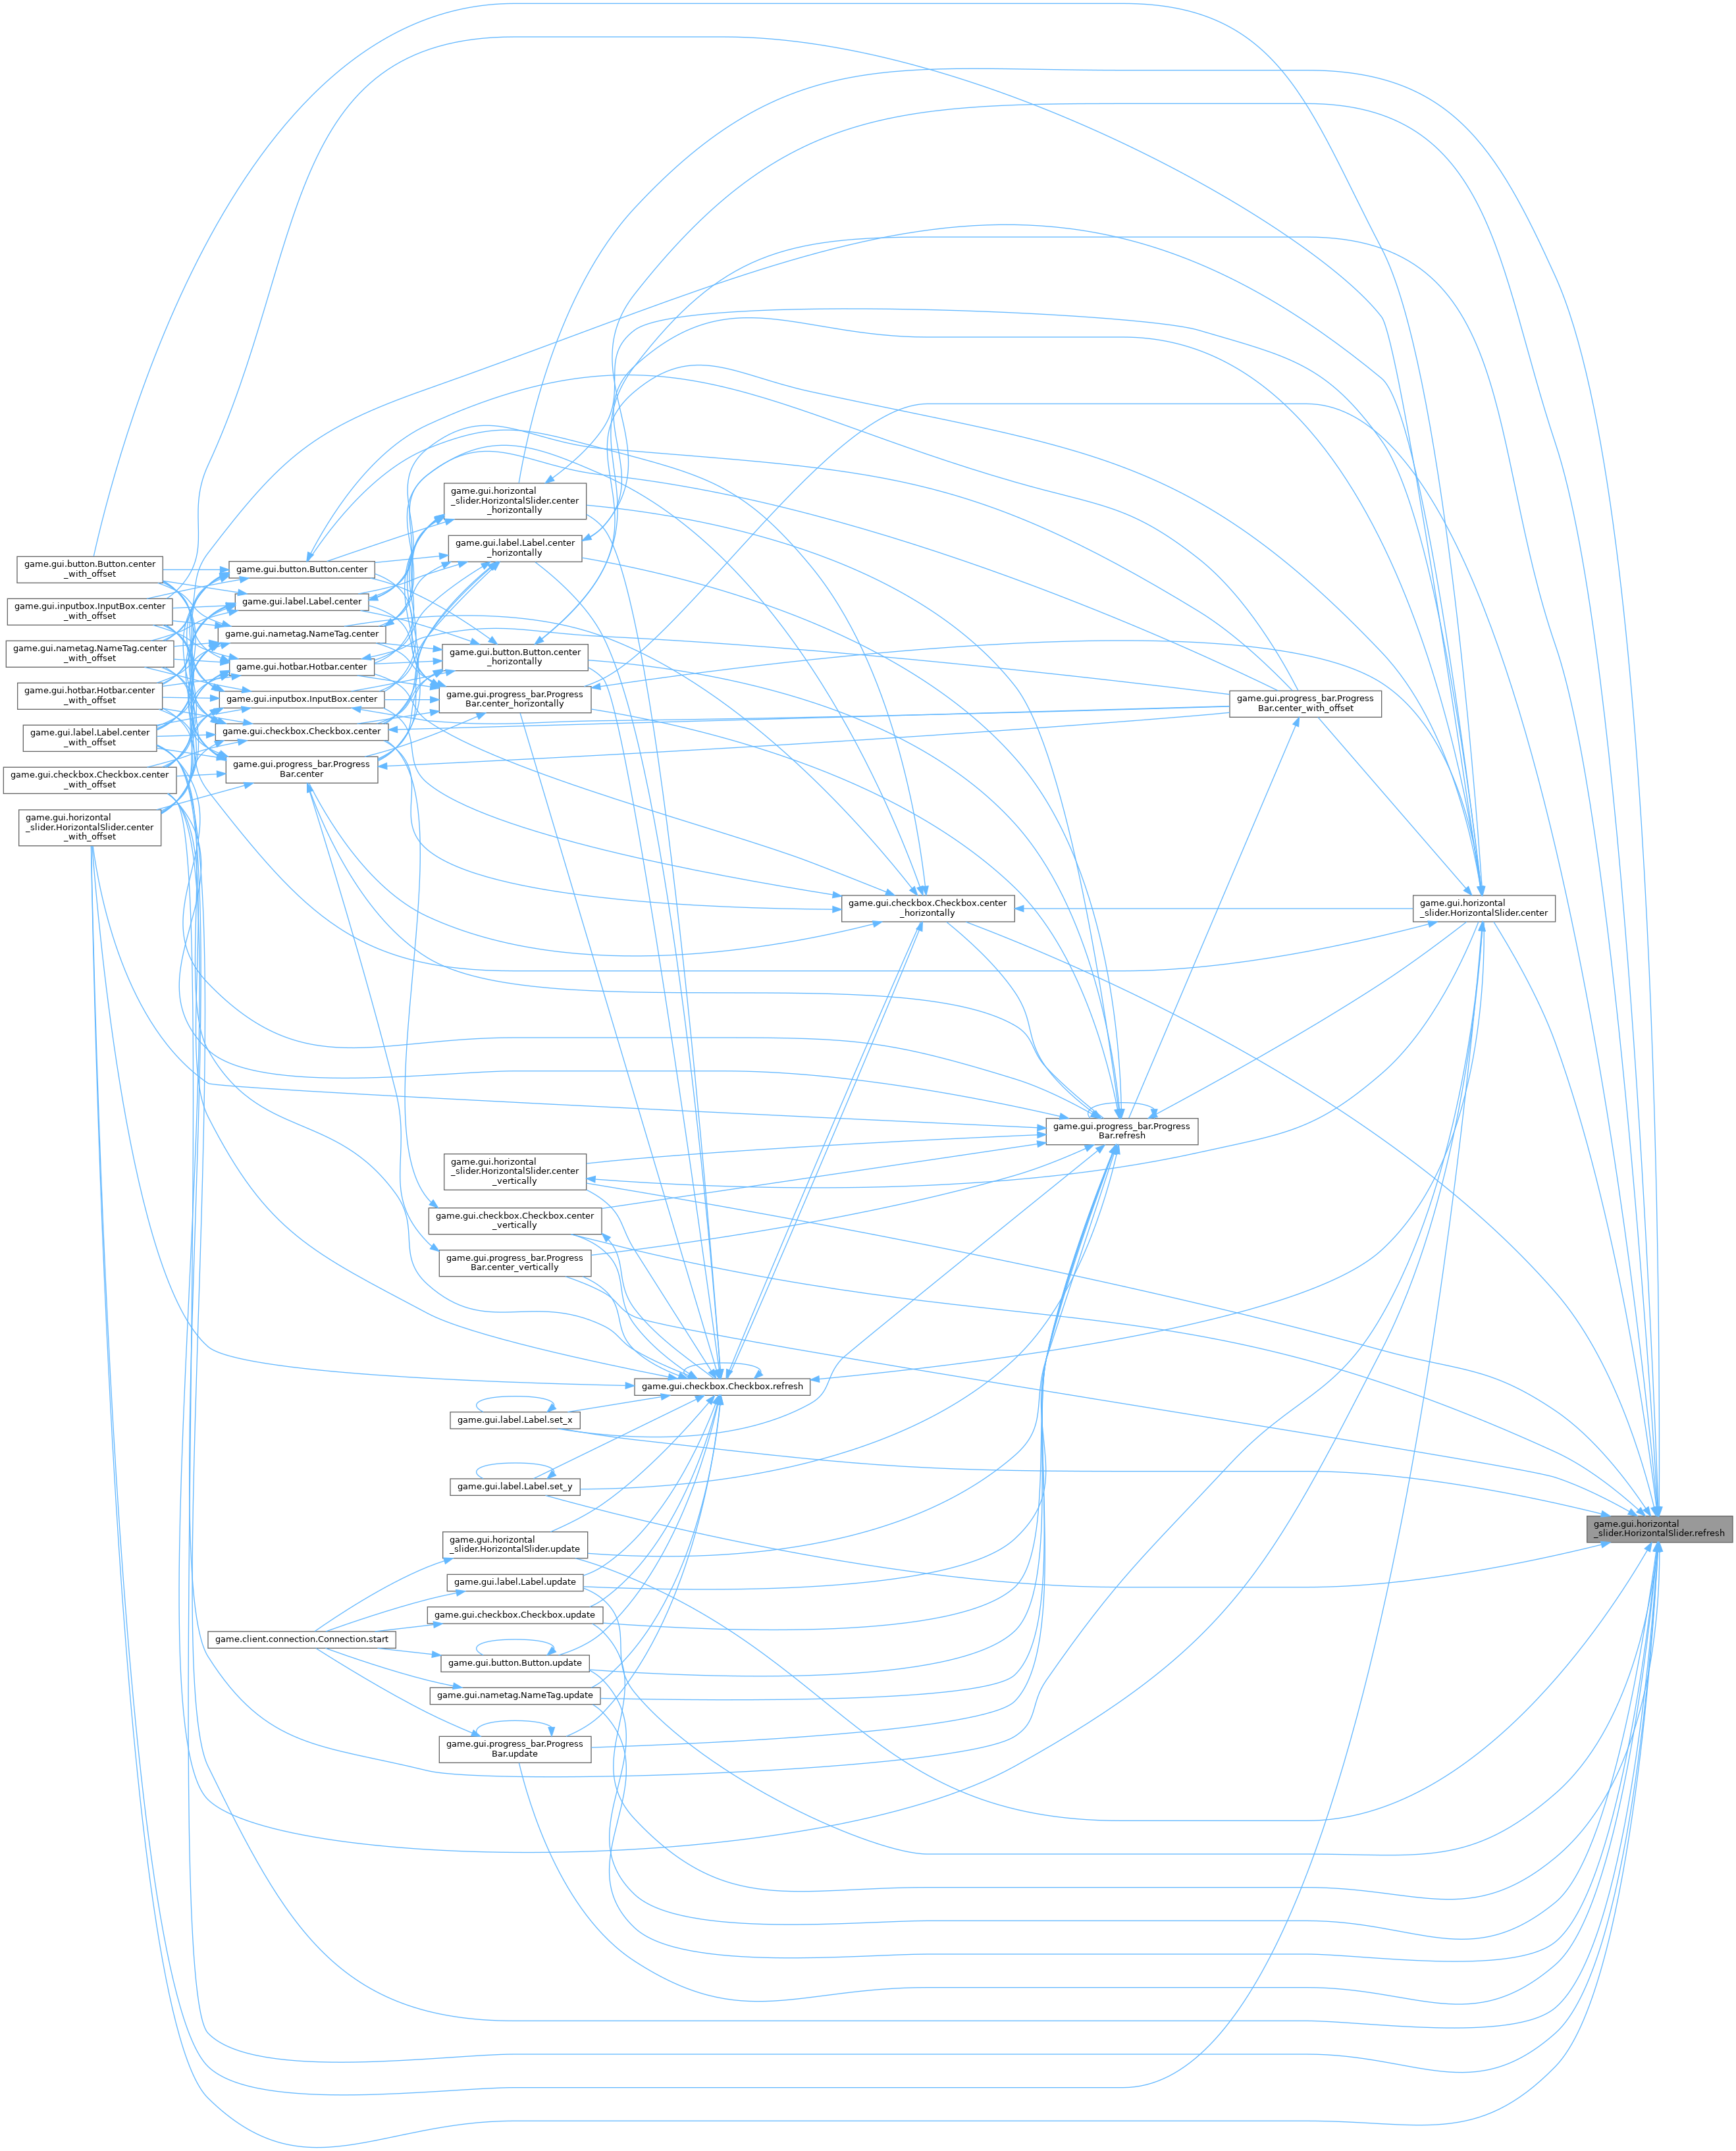 game.gui.button.Button.center
_with_offset
game.gui.inputbox.InputBox.center
_with_offset
game.gui.nametag.NameTag.center
_with_offset
game.gui.hotbar.Hotbar.center
_with_offset
game.gui.label.Label.center
_with_offset
game.gui.checkbox.Checkbox.center
_with_offset
game.gui.horizontal
_slider.HorizontalSlider.center
_with_offset
game.gui.button.Button.center
game.gui.label.Label.center
game.gui.nametag.NameTag.center
game.gui.hotbar.Hotbar.center
game.gui.inputbox.InputBox.center
game.gui.checkbox.Checkbox.center
game.gui.progress_bar.Progress
Bar.center
game.client.connection.Connection.start
game.gui.horizontal
_slider.HorizontalSlider.center
_horizontally
game.gui.label.Label.center
_horizontally
game.gui.button.Button.center
_horizontally
game.gui.progress_bar.Progress
Bar.center_horizontally
game.gui.horizontal
_slider.HorizontalSlider.center
_vertically
game.gui.checkbox.Checkbox.center
_vertically
game.gui.progress_bar.Progress
Bar.center_vertically
game.gui.label.Label.set_x
game.gui.label.Label.set_y
game.gui.horizontal
_slider.HorizontalSlider.update
game.gui.label.Label.update
game.gui.checkbox.Checkbox.update
game.gui.button.Button.update
game.gui.nametag.NameTag.update
game.gui.progress_bar.Progress
Bar.update
game.gui.checkbox.Checkbox.refresh
game.gui.checkbox.Checkbox.center
_horizontally
game.gui.progress_bar.Progress
Bar.refresh
game.gui.progress_bar.Progress
Bar.center_with_offset
game.gui.horizontal
_slider.HorizontalSlider.center
game.gui.horizontal
_slider.HorizontalSlider.refresh